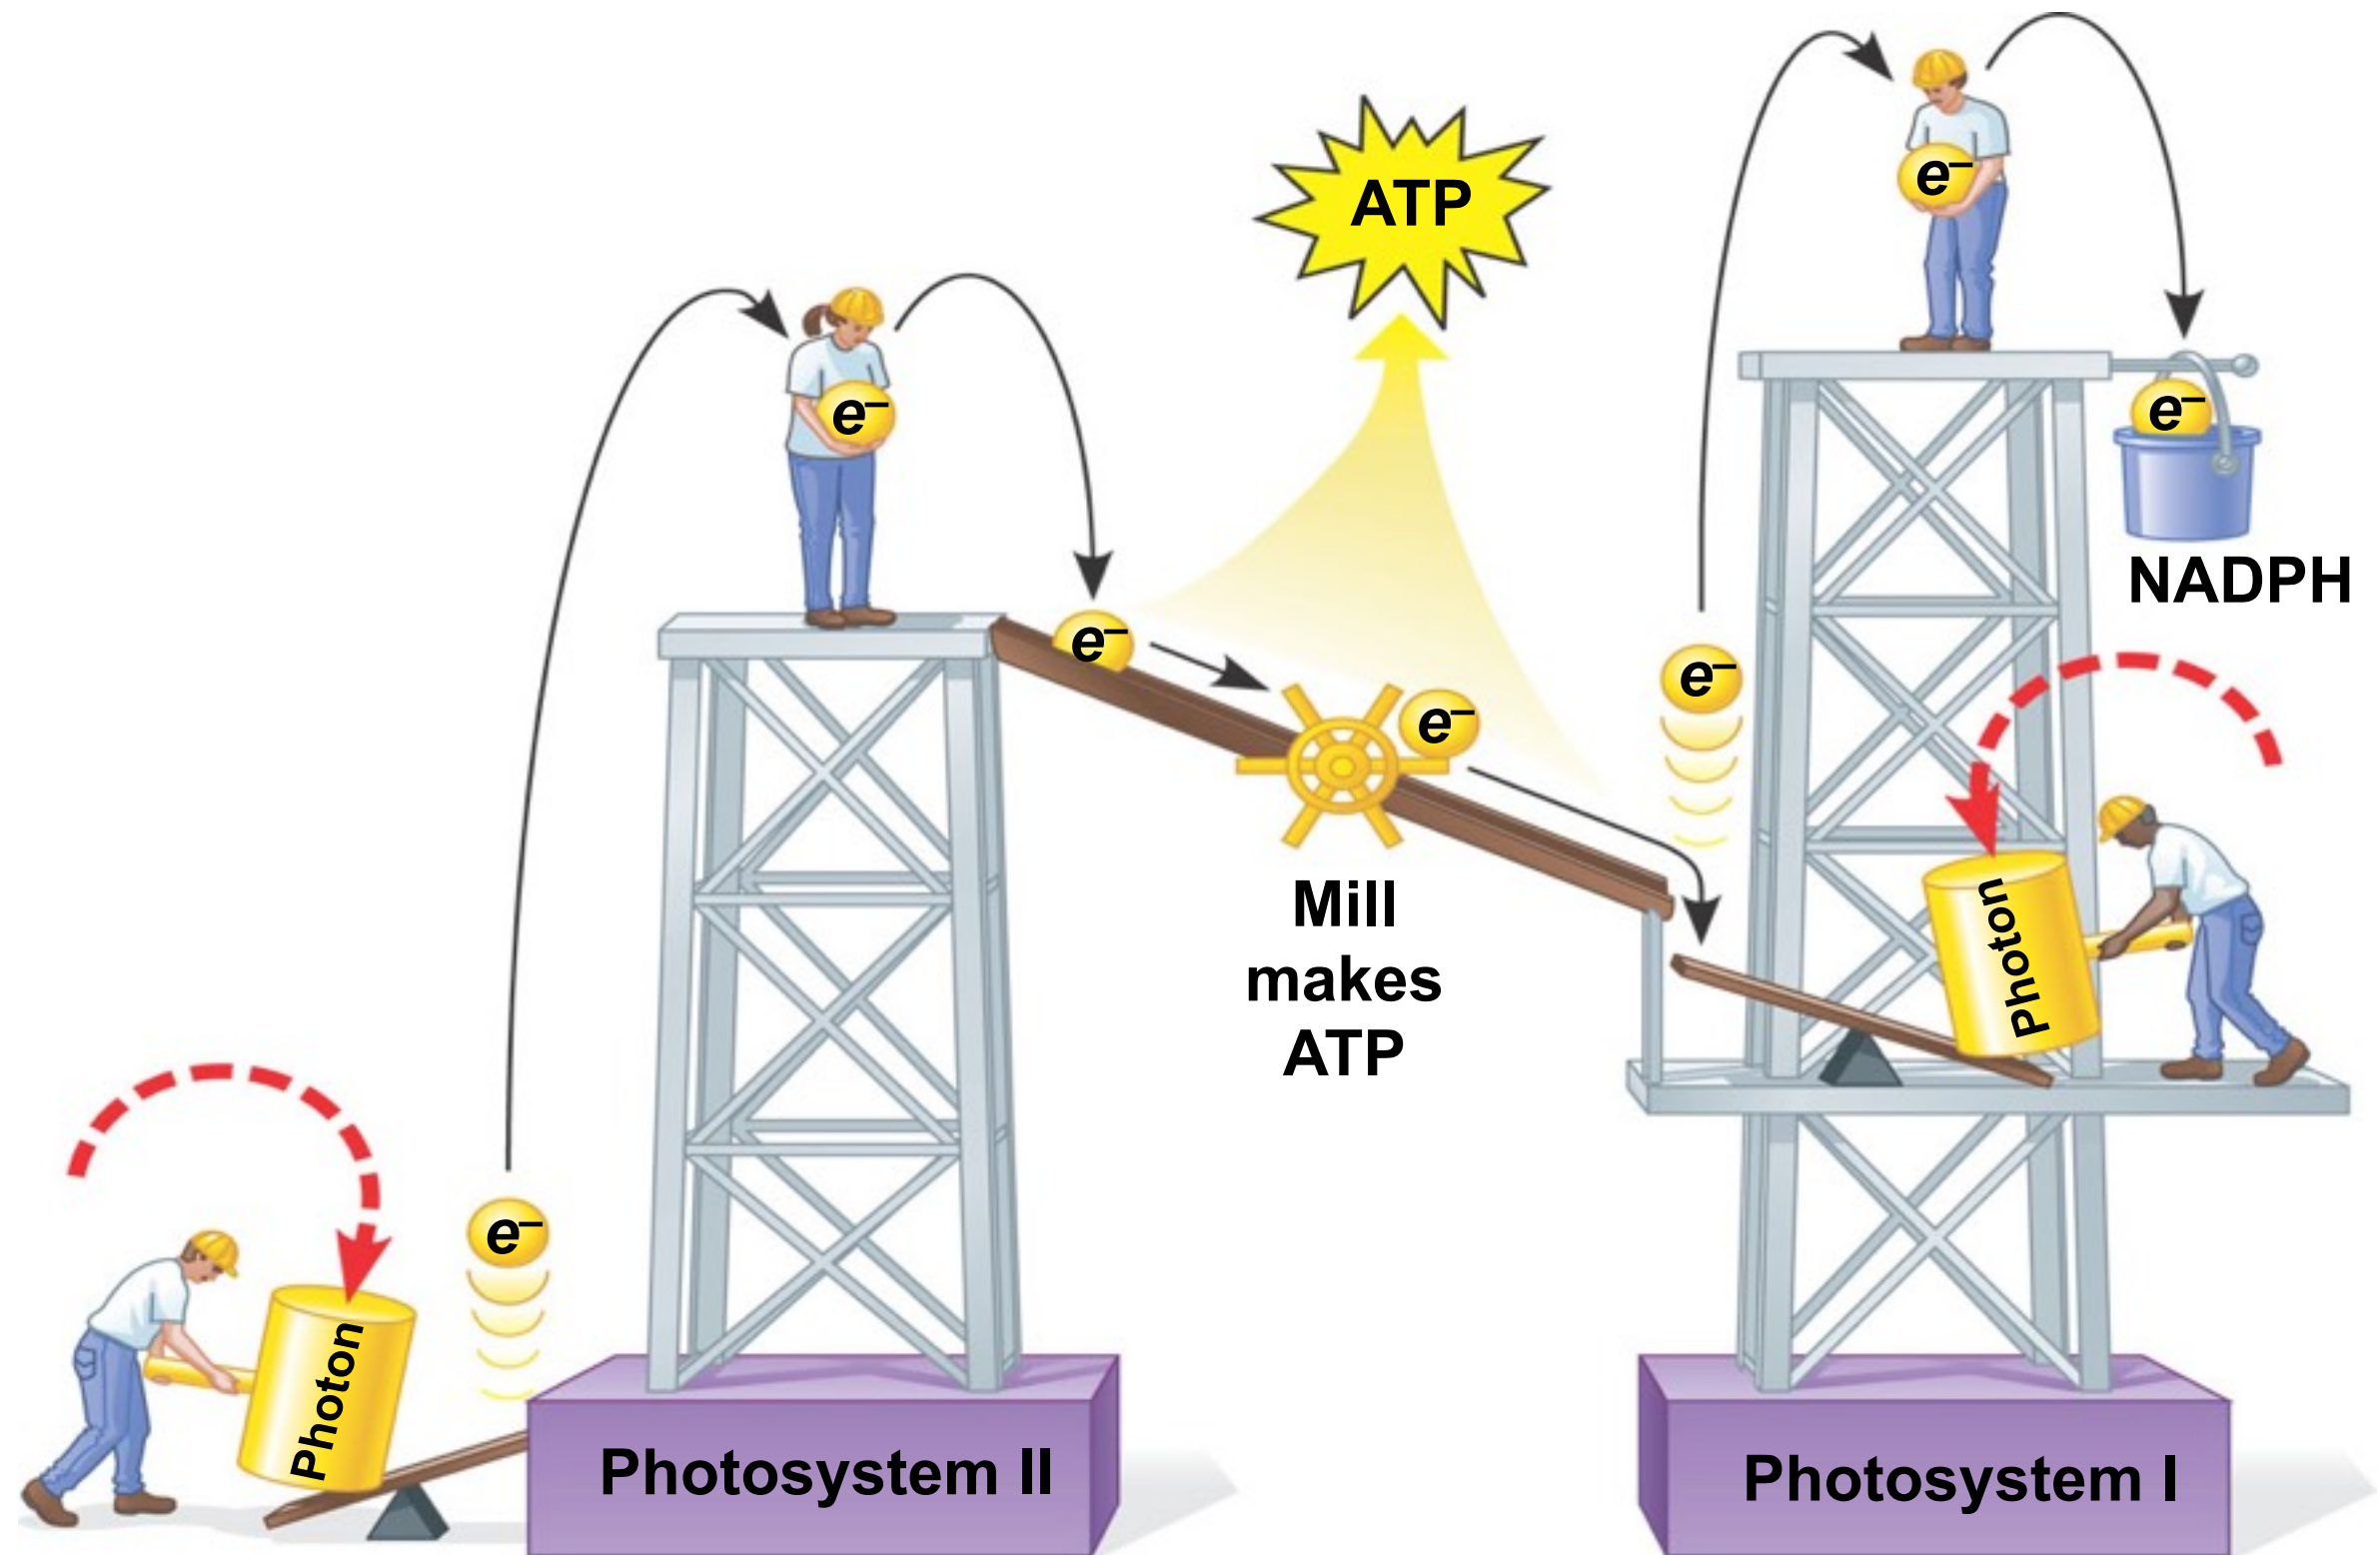 ATP
e–
e–
e–
e–
NADPH
e–
e–
e–
Mill
makes
ATP
Photon
e–
Photon
Photosystem II
Photosystem I